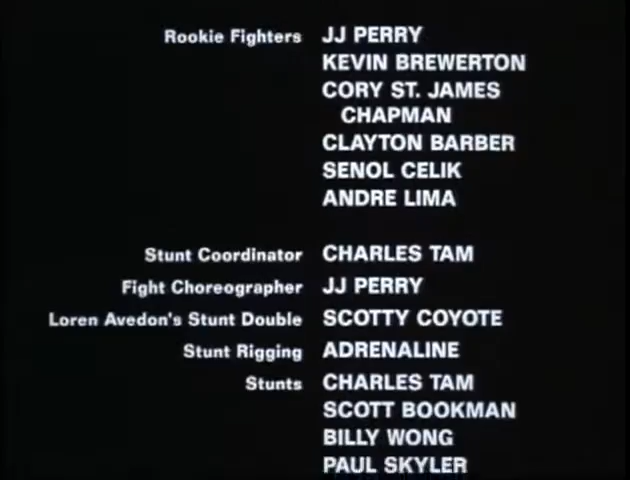 Rookie Fighters JJ PERRY
KEVIN BREWERTON
CORY ST. JAMES
CHAPMAN
CLAYTON BARBER
SENOL CELIK
ANDRE LIMA
Stunt Coordinator CHARLES TAM
Fight Choreographer JJ PERRY
Loren Avedon's Stunt Double SCOTTY COYOTE
Stunt Rigging ADRENALINE
Stunts CHARLES TAM
SCOTT BOOKMAN
BILLY WONG
PAUL SKYLER